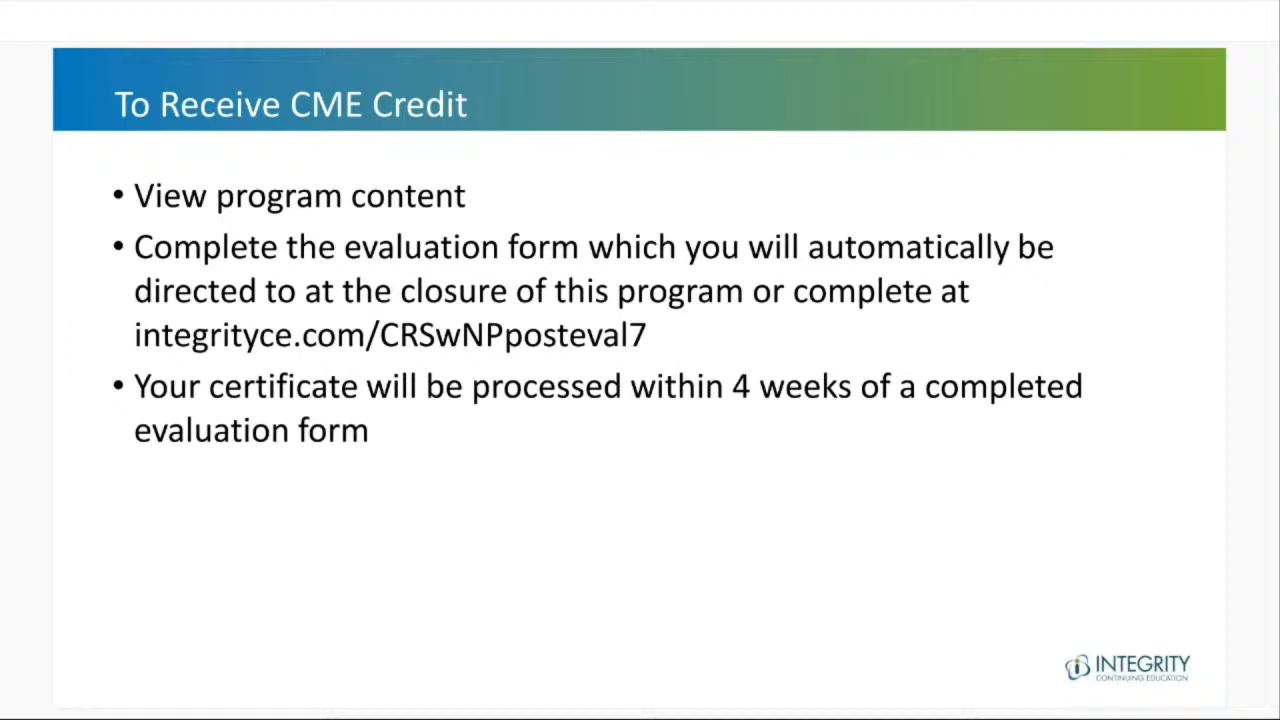 To Receive CME Credit
• View program content
• Complete the evaluation form which you will automatically be
directed to at the closure of this program or complete at
integrityce.com/CRSwNPposteval7
• Your certificate will be processed within 4 weeks of a completed
evaluation form
INTEGRITY
CONTINUING EDUCATION